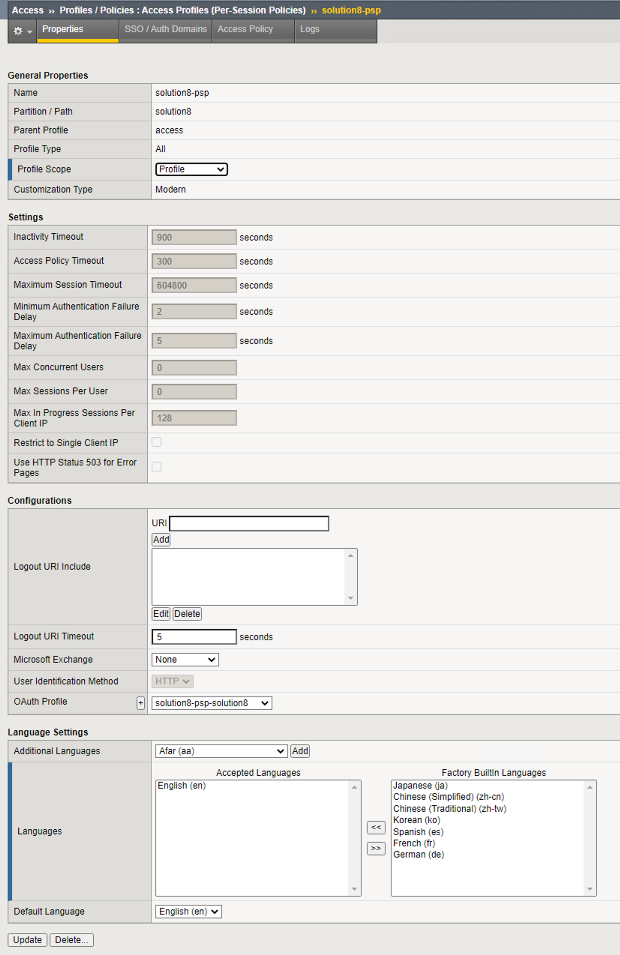 Access ›› Profiles / Policies : Access Profiles (Per-Session Policies) ›› solution8-psp
Properties SSO / Auth Domains Access Policy Logs
General Properties
Name solution8-psp
Partition / Path solution8
Parent Profile access
Profile Type All
Profile Scope Profile
Customization Type Modern
Settings
Inactivity Timeout 900 seconds
Access Policy Timeout 300 seconds
Maximum Session Timeout 604800 seconds
Minimum Authentication Failure
Delay 2 seconds
Maximum Authentication Failure
Delay 5 seconds
Max Concurrent Users 0
Max Sessions Per User 0
Max In Progress Sessions Per
Client IP 128
Restrict to Single Client IP
Use HTTP Status 503 for Error
Pages
Configurations
Logout URI Include
URI
Add
Edit Delete
Logout URI Timeout 5 seconds
Microsoft Exchange None
User Identification Method HTTP
OAuth Profile + solution8-psp-solution8
Language Settings
Additional Languages Afar (aa) Add
Languages
Accepted Languages
English (en)
<<
>>
Factory BuiltIn Languages
Japanese (ja)
Chinese (Simplified) (zh-cn)
Chinese (Traditional) (zh-tw)
Korean (ko)
Spanish (es)
French (fr)
German (de)
Default Language English (en)
Update Delete...